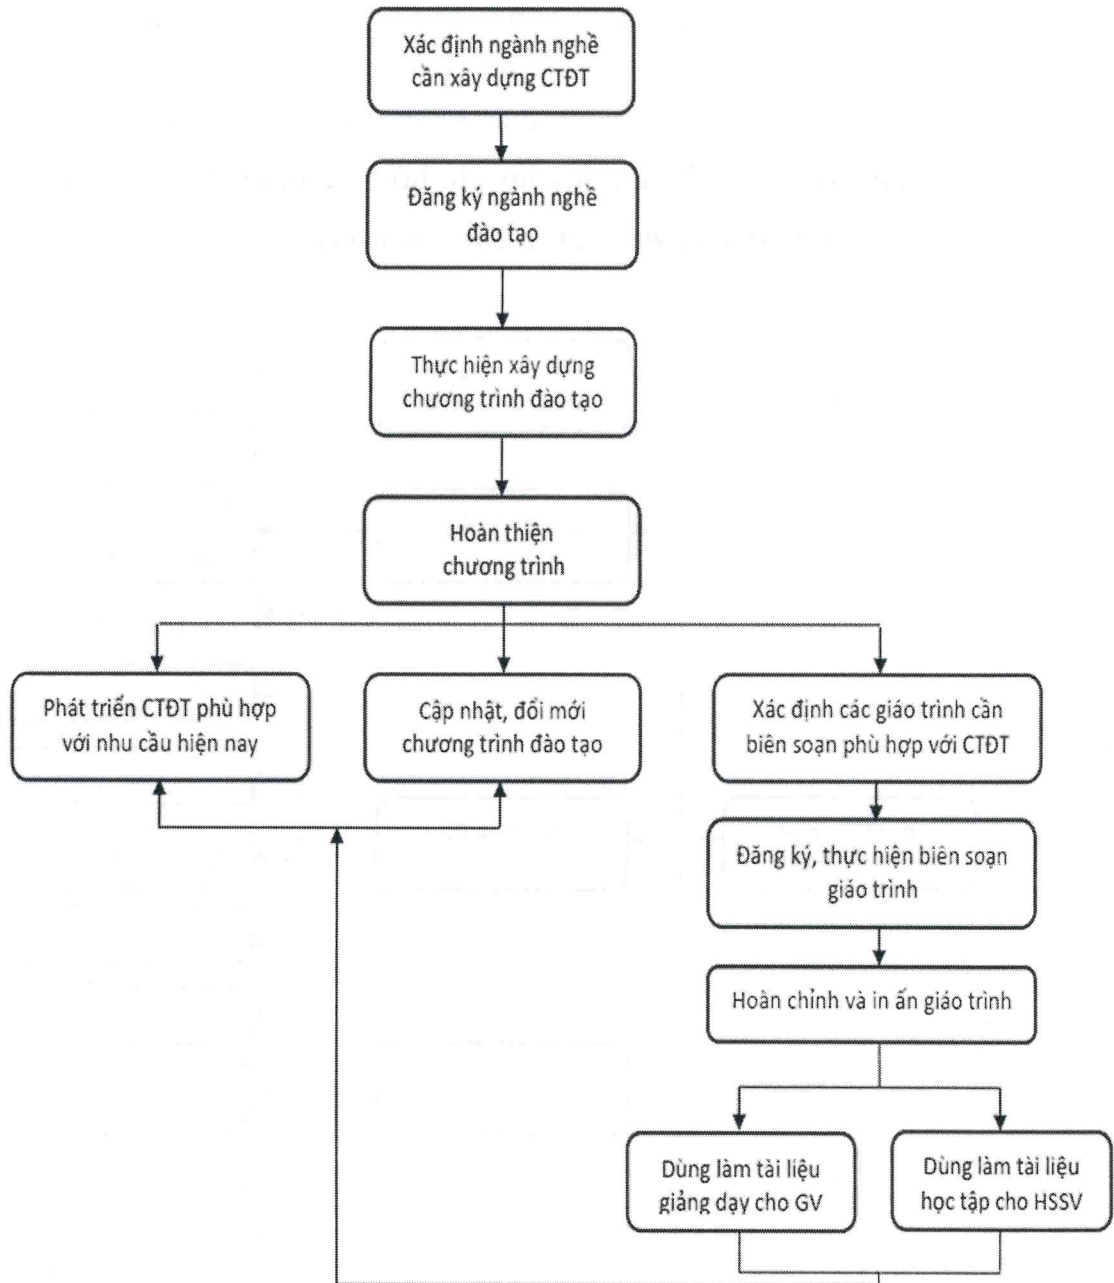 Xác định ngành nghề
cần xây dựng CTĐT
Đăng ký ngành nghề
đào tạo
Thực hiện xây dựng
chương trình đào tạo
Hoàn thiện
chương trình
Phát triển CTĐT phù hợp
với nhu cầu hiện nay
Cập nhật, đổi mới
chương trình đào tạo
Xác định các giáo trình cần
biên soạn phù hợp với CTĐT
Đăng ký, thực hiện biên soạn
giáo trình
Hoàn chỉnh và in ấn giáo trình
Dùng làm tài liệu
giảng dạy cho GV
Dùng làm tài liệu
học tập cho HSSV